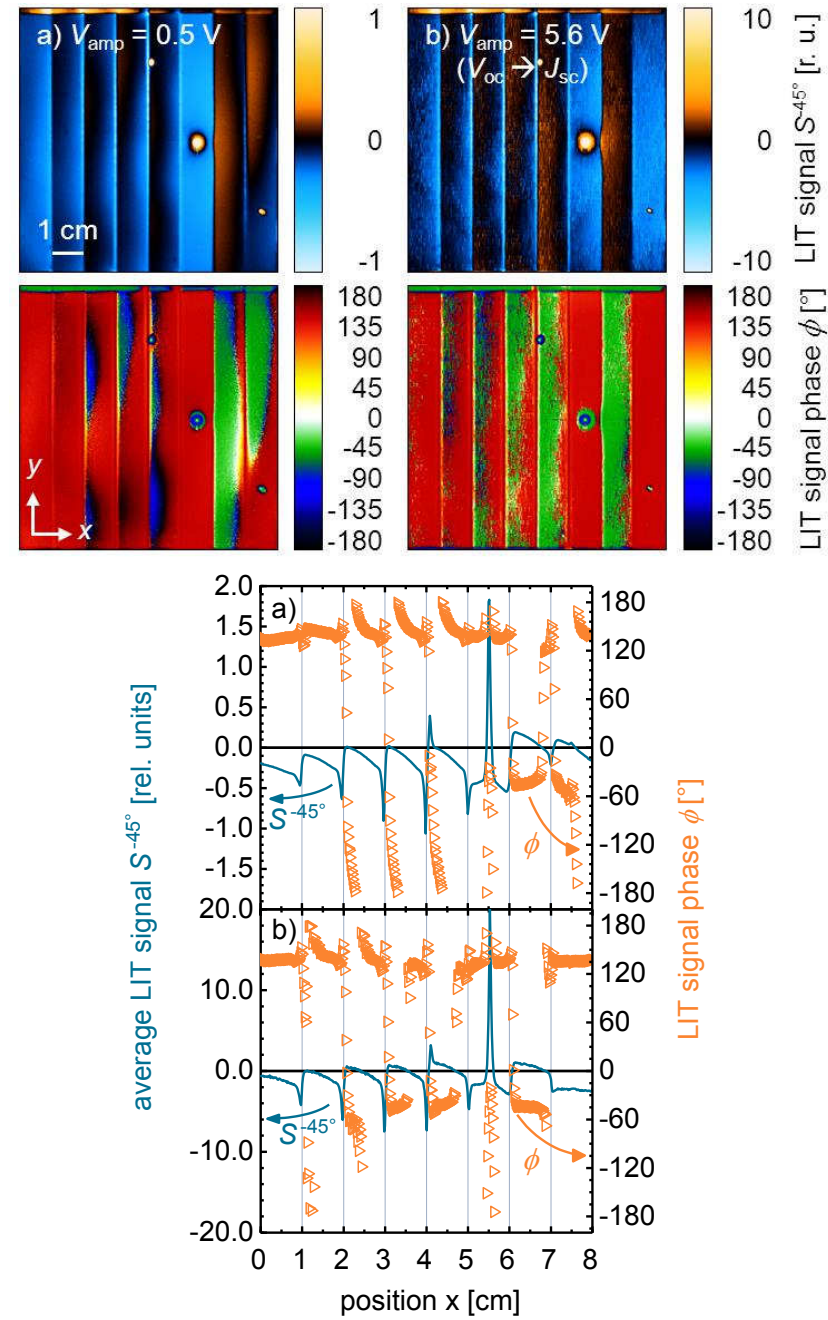 a) V_amp = 0.5 V
1 cm
1
0
-1
b) V_amp = 5.6 V
(V_oc → J_sc)
10
0
-10
LIT signal S^-45° [r. u.]
y
x
180
135
90
45
0
-45
-90
-135
-180
180
135
90
45
0
-45
-90
-135
-180
LIT signal phase ϕ [°]
a)
2.0
1.5
1.0
0.5
0.0
-0.5
-1.0
-1.5
S^-45°
ϕ
180
120
60
0
-60
-120
-180
b)
20.0
10.0
0.0
-10.0
-20.0
S^-45°
ϕ
180
120
60
0
-60
-120
-180
average LIT signal S^-45° [rel. units]
LIT signal phase ϕ [°]
0 1 2 3 4 5 6 7 8
position x [cm]